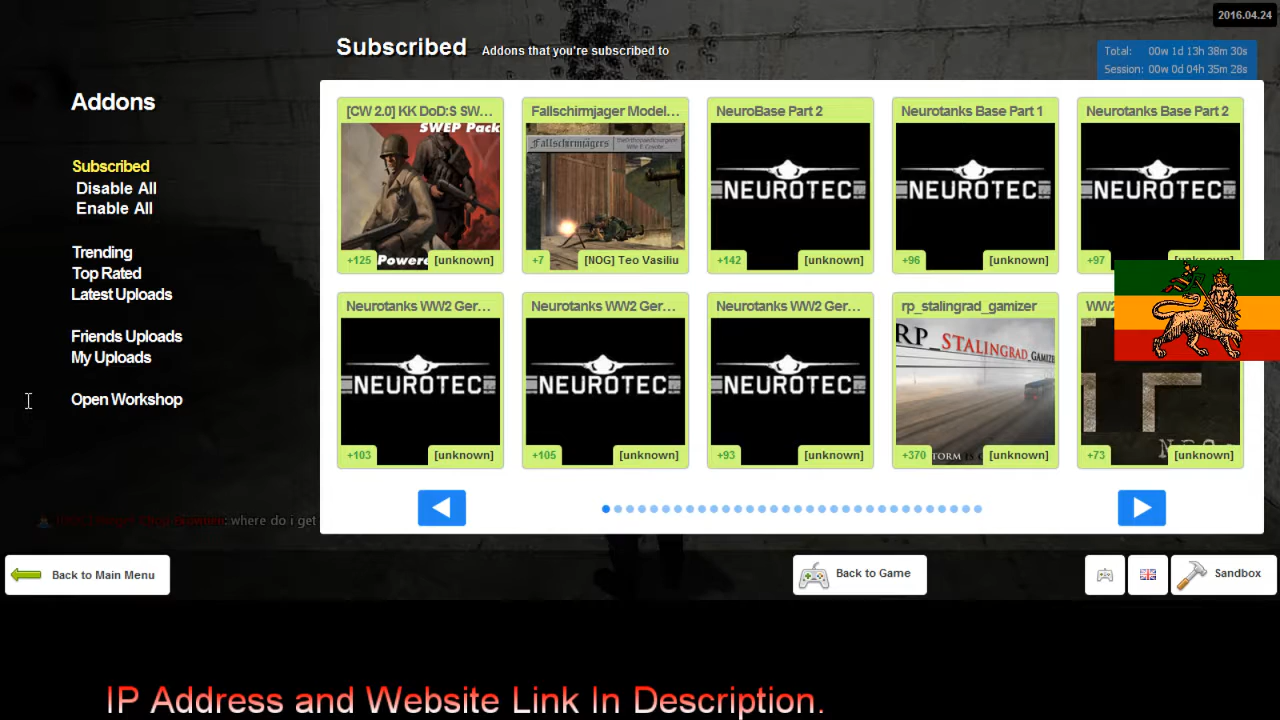 2016.04.24
Subscribed Addons that you're subscribed to
Total: 00w 1d 13h 38m 30s
Session: 00w 0d 04h 35m 28s
Addons
Subscribed
Disable All
Enable All
Trending
Top Rated
Latest Uploads
Friends Uploads
My Uploads
Open Workshop
[CW 2.0] KK DoD:S SW...
SWEP Pack
Powere
+125 [unknown]
Fallschirmjager Model...
Fallschirmjägers
+7 [NOG] Teo Vasiliu
NeuroBase Part 2
NEUROTEC
+142 [unknown]
Neurotanks Base Part 1
NEUROTEC
+96 [unknown]
Neurotanks Base Part 2
NEUROTEC
+97 [unknown]
Neurotanks WW2 Ger...
NEUROTEC
+103 [unknown]
Neurotanks WW2 Ger...
NEUROTEC
+105 [unknown]
Neurotanks WW2 Ger...
NEUROTEC
+93 [unknown]
rp_stalingrad_gamizer
RP_STALINGRAD_GAMIZE
TORM
+370 [unknown]
WW2
+73 [unknown]
: where do i get
Back to Main Menu
Back to Game
Sandbox
IP Address and Website Link In Description.